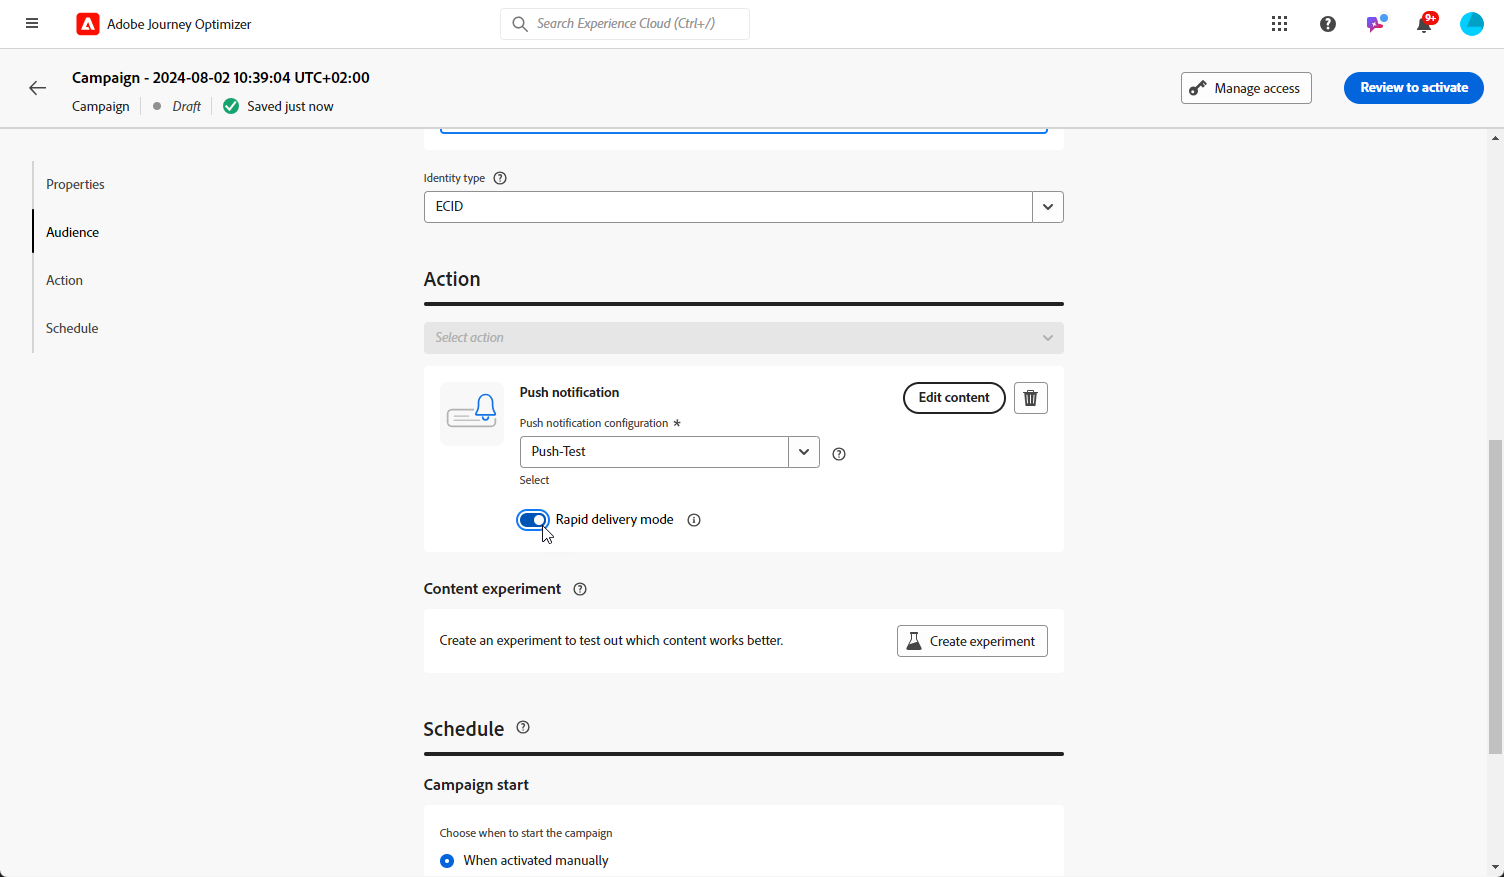 Adobe Journey Optimizer
Search Experience Cloud (Ctrl+/)
9+
Campaign - 2024-08-02 10:39:04 UTC+02:00
Campaign
Draft
Saved just now
Manage access
Review to activate
Properties
Audience
Action
Schedule
Identity type
ECID
Action
Select action
Push notification
Edit content
Push notification configuration *
Push-Test
Select
Rapid delivery mode
Content experiment
Create an experiment to test out which content works better.
Create experiment
Schedule
Campaign start
Choose when to start the campaign
When activated manually